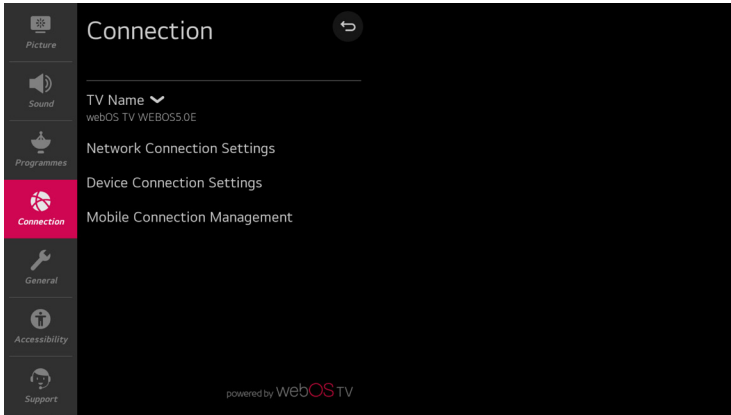 Picture
Sound
Programmes
Connection
General
Accessibility
Support
Connection
TV Name
webOS TV WEBOS5.0E
Network Connection Settings
Device Connection Settings
Mobile Connection Management
powered by webOS TV